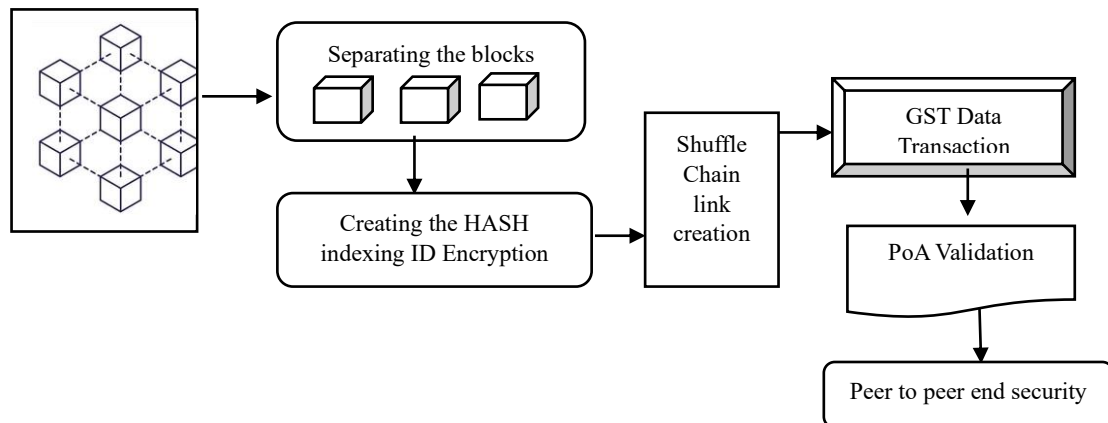 Separating the blocks
Creating the HASH
indexing ID Encryption
Shuffle
Chain
link
creation
GST Data
Transaction
PoA Validation
Peer to peer end security